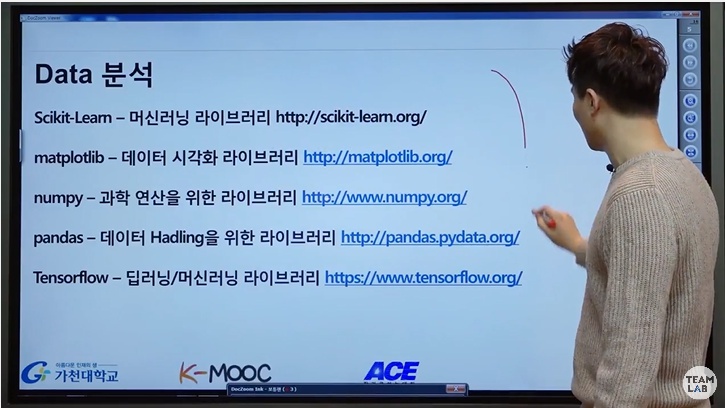 DocZoom Viewer
Data 분석
Scikit-Learn – 머신러닝 라이브러리 http://scikit-learn.org/
matplotlib – 데이터 시각화 라이브러리 http://matplotlib.org/
numpy – 과학 연산을 위한 라이브러리 http://www.numpy.org/
pandas – 데이터 Hadling을 위한 라이브러리 http://pandas.pydata.org/
Tensorflow – 딥러닝/머신러닝 라이브러리 https://www.tensorflow.org/
가천대학교
K-MOOC
ACE
TEAM
LAB